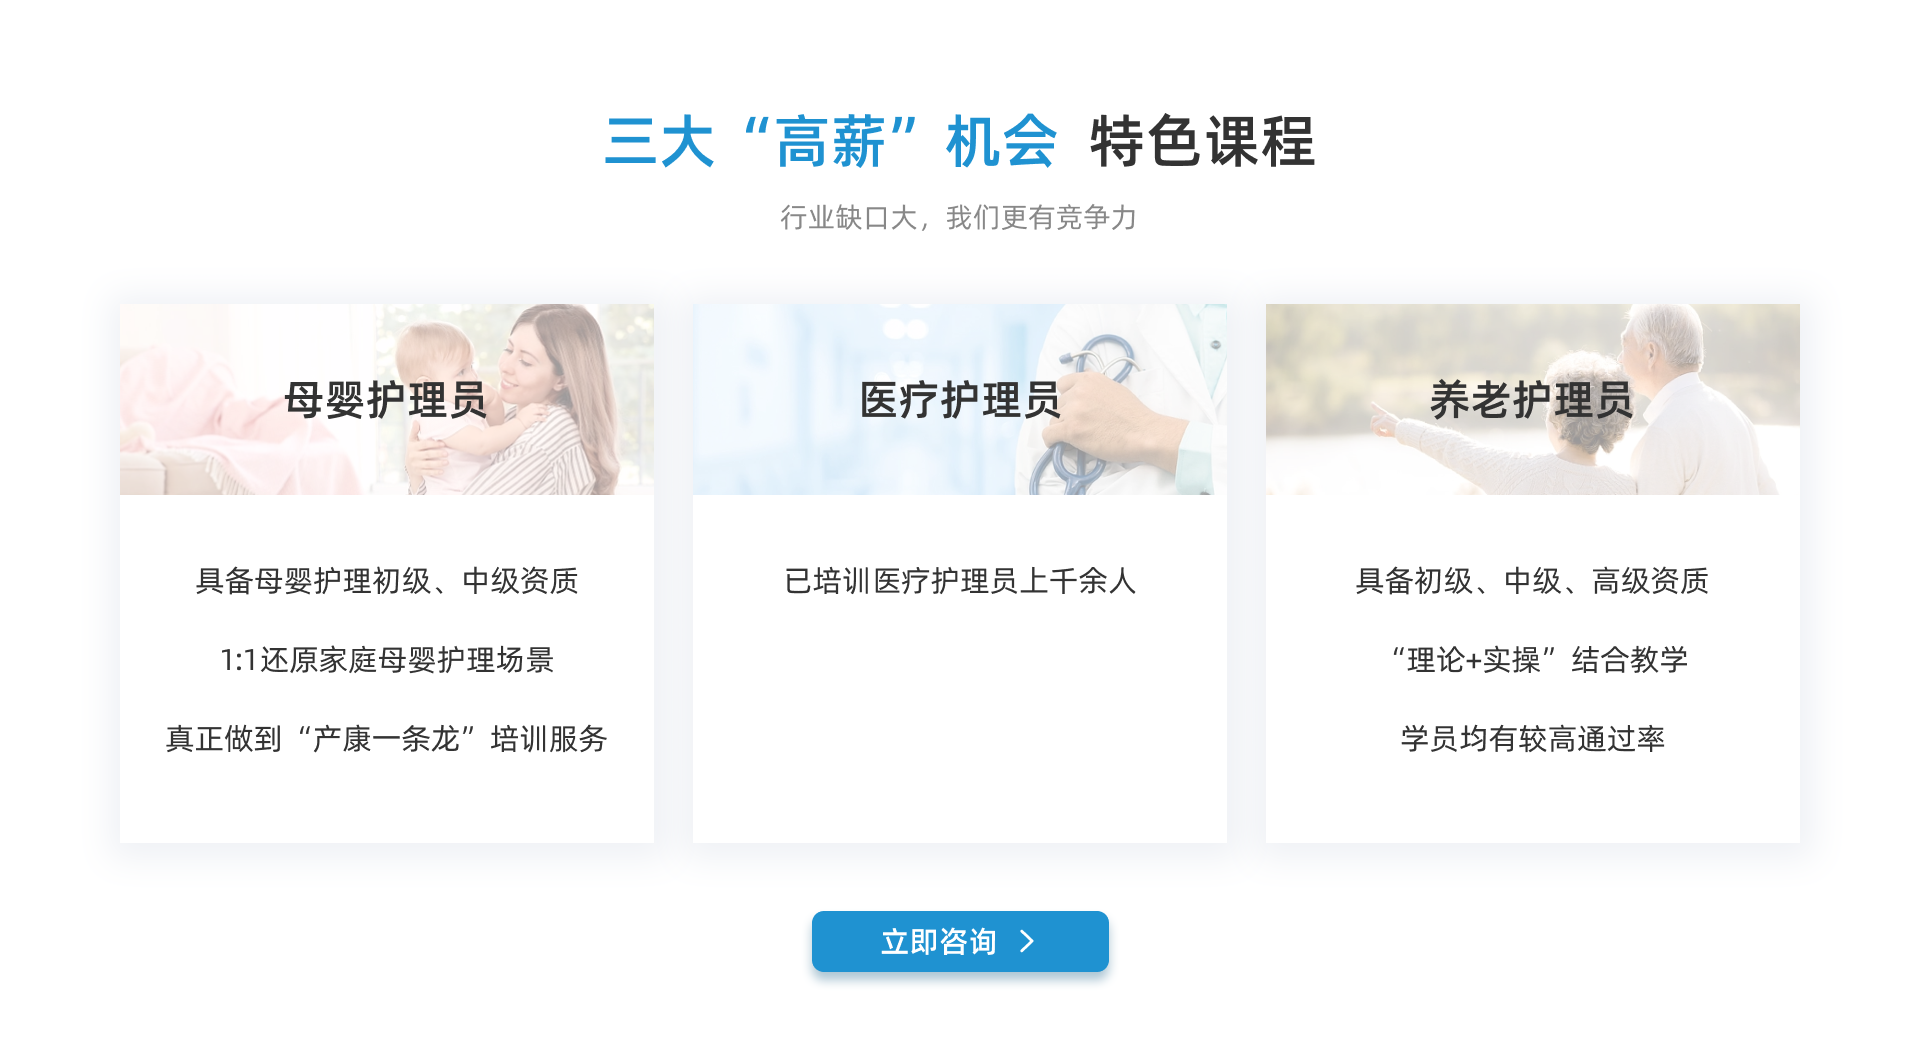 三大“高薪”机会 特色课程
行业缺口大，我们更有竞争力
母婴护理员
具备母婴护理初级、中级资质
1:1还原家庭母婴护理场景
真正做到“产康一条龙”培训服务
医疗护理员
已培训医疗护理员上千余人
养老护理员
具备初级、中级、高级资质
“理论+实操”结合教学
学员均有较高通过率
立即咨询 >